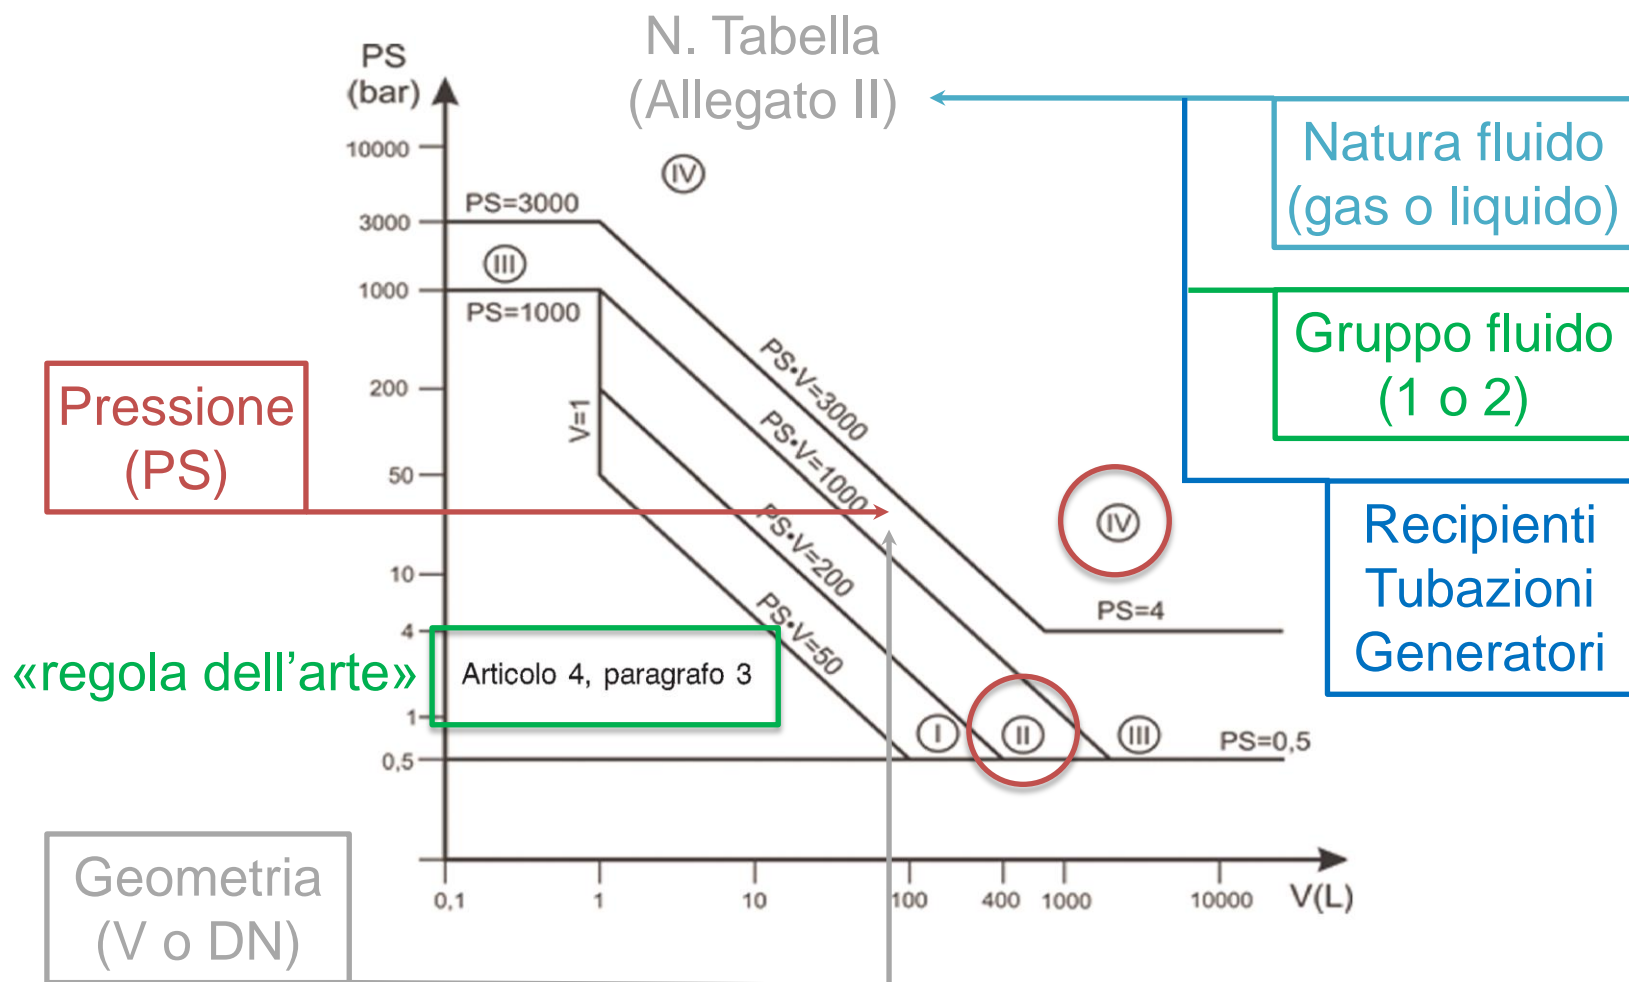 N. Tabella
(Allegato II)
PS
(bar)
Natura fluido
(gas o liquido)
10000
IV
PS=3000
3000
III
1000
PS=1000
Gruppo fluido
(1 o 2)
PS•V=3000
200
Pressione
(PS)
V=1
PS•V=1000
50
IV
Recipienti
Tubazioni
Generatori
PS•V=200
10
PS•V=50
PS=4
4
«regola dell’arte»
Articolo 4, paragrafo 3
1
I
II
III
PS=0,5
0,5
Geometria
(V o DN)
0,1
1
10
100
400
1000
10000
V(L)